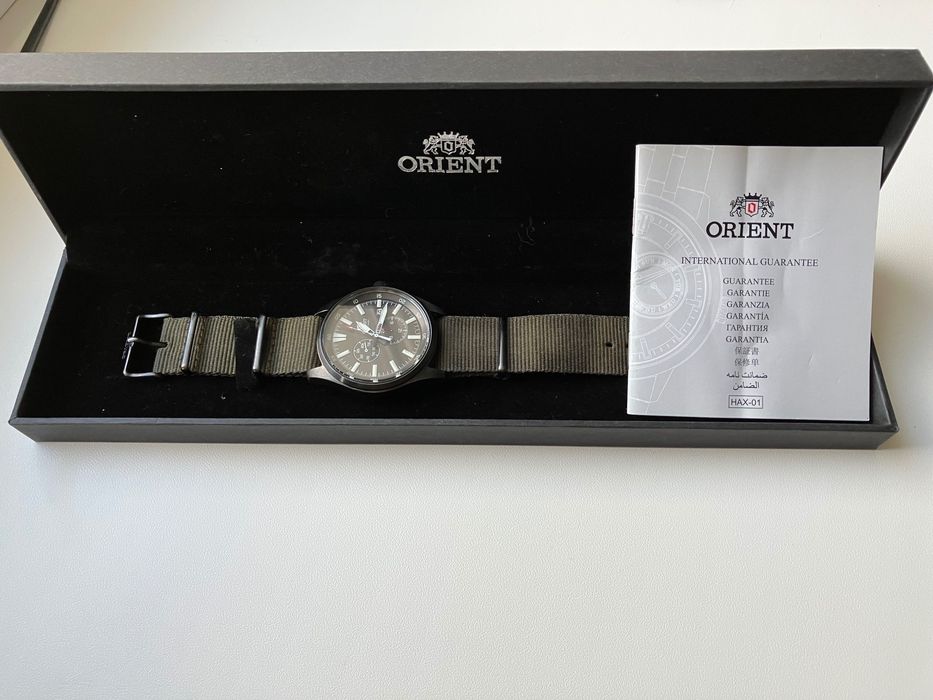 ORIENT
ORIENT
INTERNATIONAL GUARANTEE
GUARANTEE
GARANTIE
GARANZIA
GARANTÍA
ГАРАНТИЯ
GARANTIA
保証書
保修单
ضمانت نامه
الضامن
HAX-01